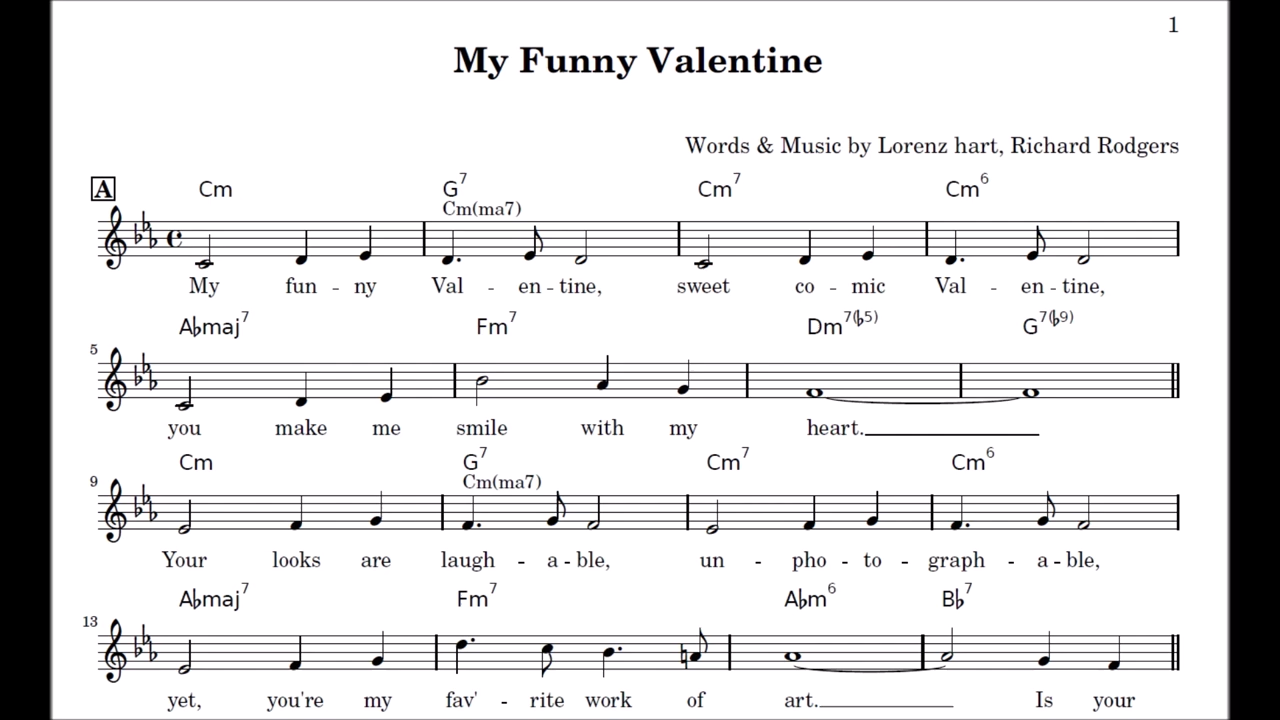 1
My Funny Valentine
Words & Music by Lorenz hart, Richard Rodgers
A Cm G7 Cm7 Cm6
Cm(ma7)
My fun - ny Val - en - tine, sweet co - mic Val - en - tine,
A♭maj7 Fm7 Dm7(♭5) G7(♭9)
5
you make me smile with my heart.
Cm G7 Cm7 Cm6
9 Cm(ma7)
Your looks are laugh - a - ble, un - pho - to - graph - a - ble,
A♭maj7 Fm7 A♭m6 B♭7
13
yet, you're my fav' - rite work of art. Is your